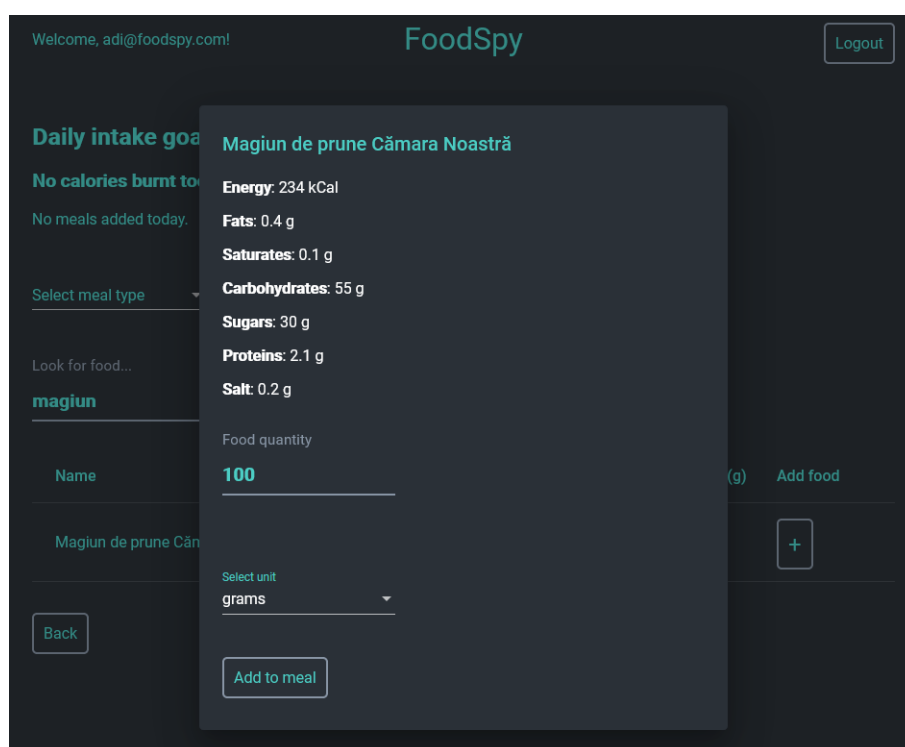 Welcome, adi@foodspy.com!
FoodSpy
Logout
Daily intake goa
No calories burnt to
No meals added today.
Select meal type
Look for food...
magiun
Name
(g)
Add food
Magiun de prune Căm
+
Back
Magiun de prune Cămara Noastră
Energy: 234 kCal
Fats: 0.4 g
Saturates: 0.1 g
Carbohydrates: 55 g
Sugars: 30 g
Proteins: 2.1 g
Salt: 0.2 g
Food quantity
100
Select unit
grams
Add to meal